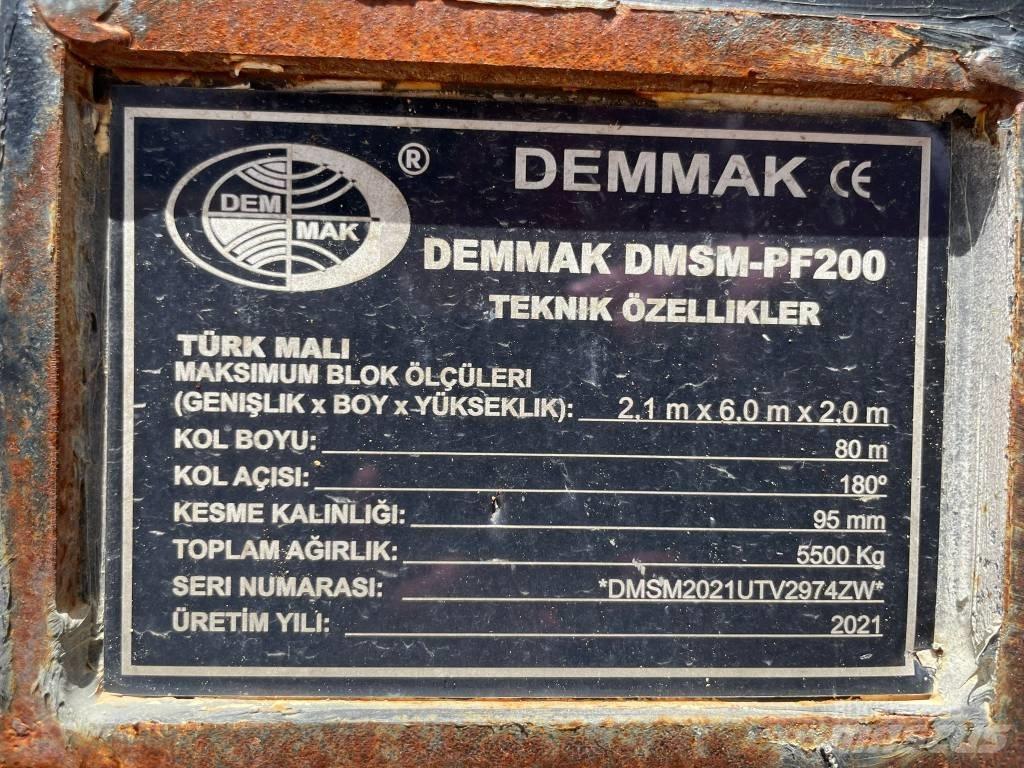 DEM
MAK
®
DEMMAK CE
DEMMAK DMSM-PF200
TEKNIK ÖZELLIKLER
TÜRK MALI
MAKSIMUM BLOK ÖLÇÜLERI
(GENIŞLIK x BOY x YÜKSEKLIK): 2,1 m x 6,0 m x 2,0 m
KOL BOYU: 80 m
KOL AÇISI: 180º
KESME KALINLIĞI: 95 mm
TOPLAM AĞIRLIK: 5500 Kg
SERI NUMARASI: *DMSM2021UTV2974ZW*
ÜRETİM YILI: 2021